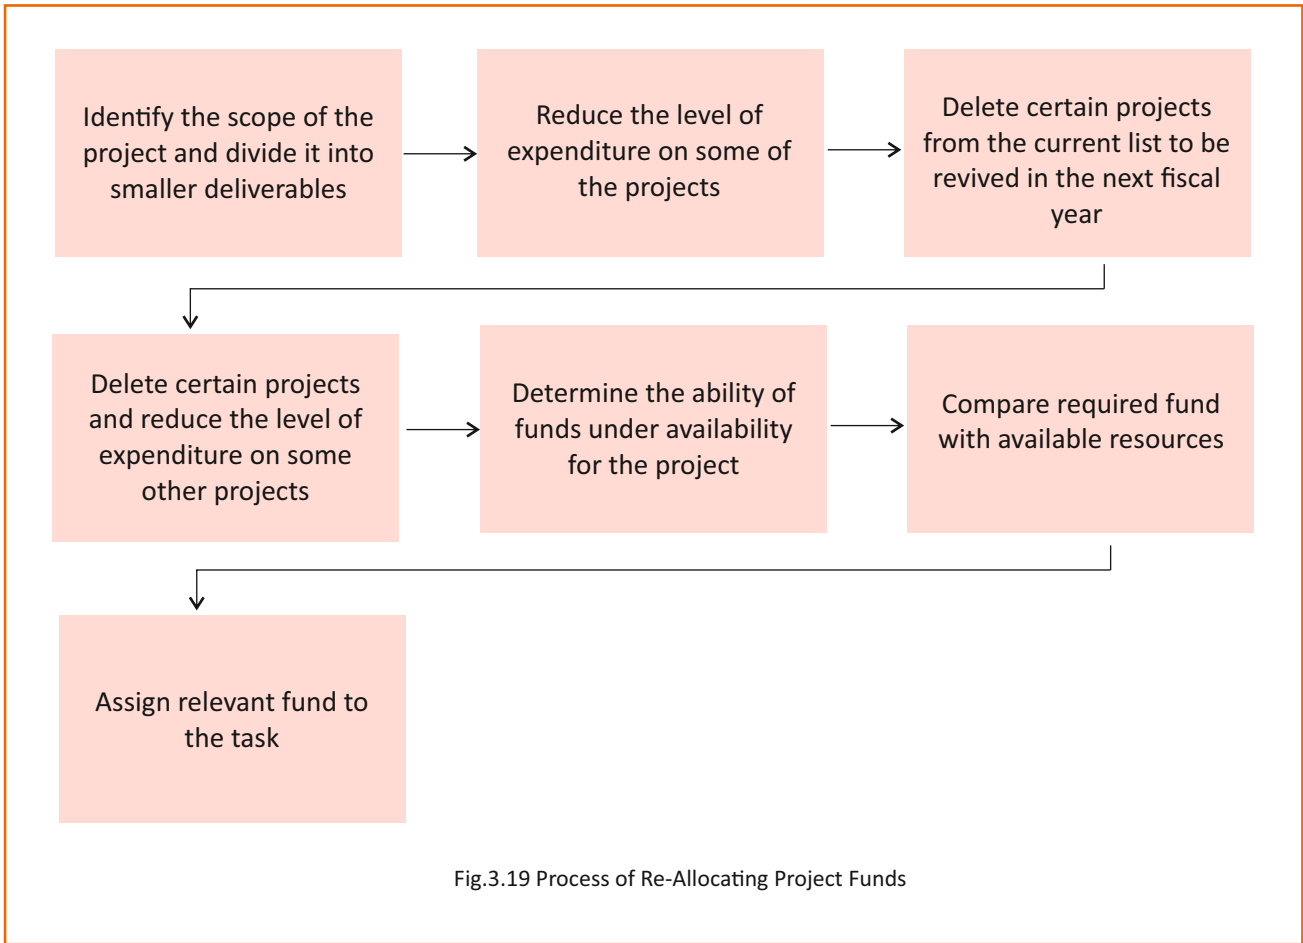 Identify the scope of the
project and divide it into
smaller deliverables
Reduce the level of
expenditure on some of
the projects
Delete certain projects
from the current list to be
revived in the next fiscal
year
Delete certain projects
and reduce the level of
expenditure on some
other projects
Determine the ability of
funds under availability
for the project
Compare required fund
with available resources
Assign relevant fund to
the task
Fig.3.19 Process of Re-Allocating Project Funds